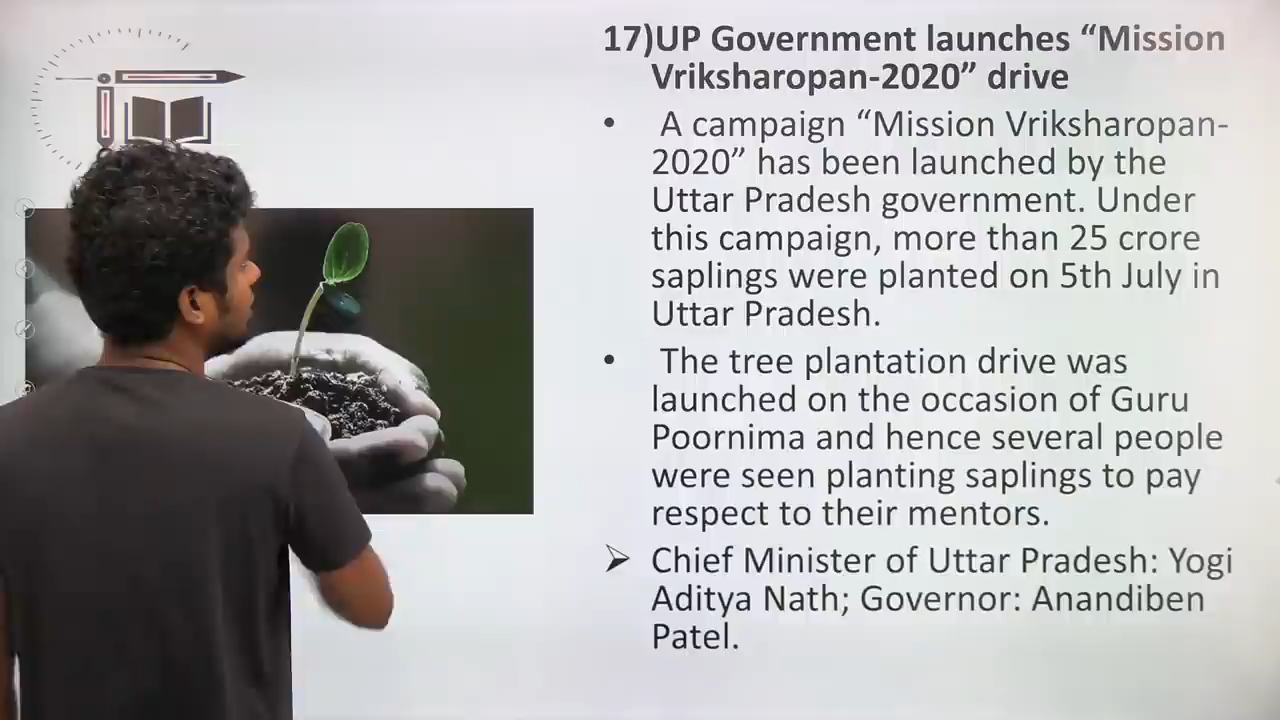 17)UP Government launches “Mission
Vriksharopan-2020” drive
• A campaign “Mission Vriksharopan-
2020” has been launched by the
Uttar Pradesh government. Under
this campaign, more than 25 crore
saplings were planted on 5th July in
Uttar Pradesh.
• The tree plantation drive was
launched on the occasion of Guru
Poornima and hence several people
were seen planting saplings to pay
respect to their mentors.
➢ Chief Minister of Uttar Pradesh: Yogi
Aditya Nath; Governor: Anandiben
Patel.